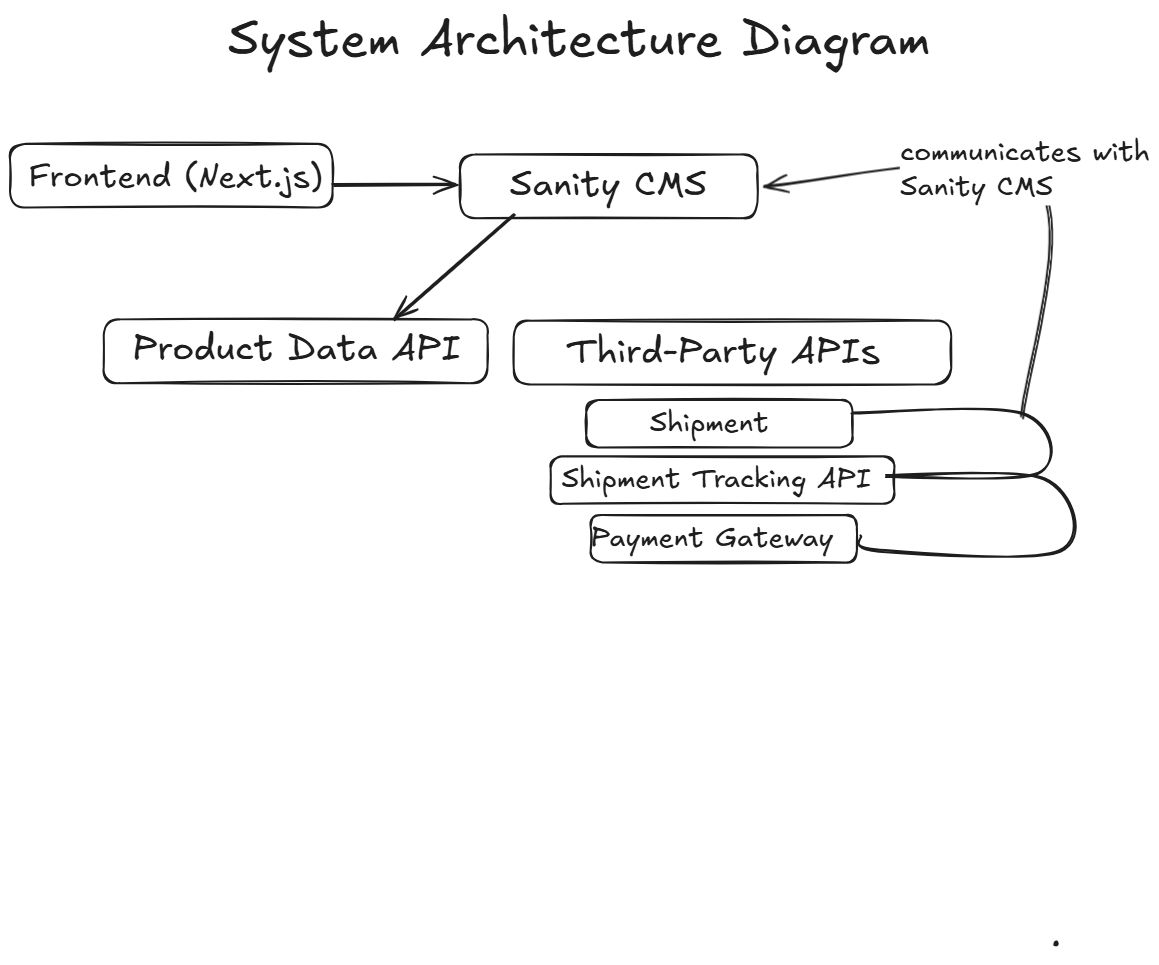 System Architecture Diagram
Frontend (Next.js)
Sanity CMS
communicates with
Sanity CMS
Product Data API
Third-Party APIs
Shipment
Shipment Tracking API
Payment Gateway